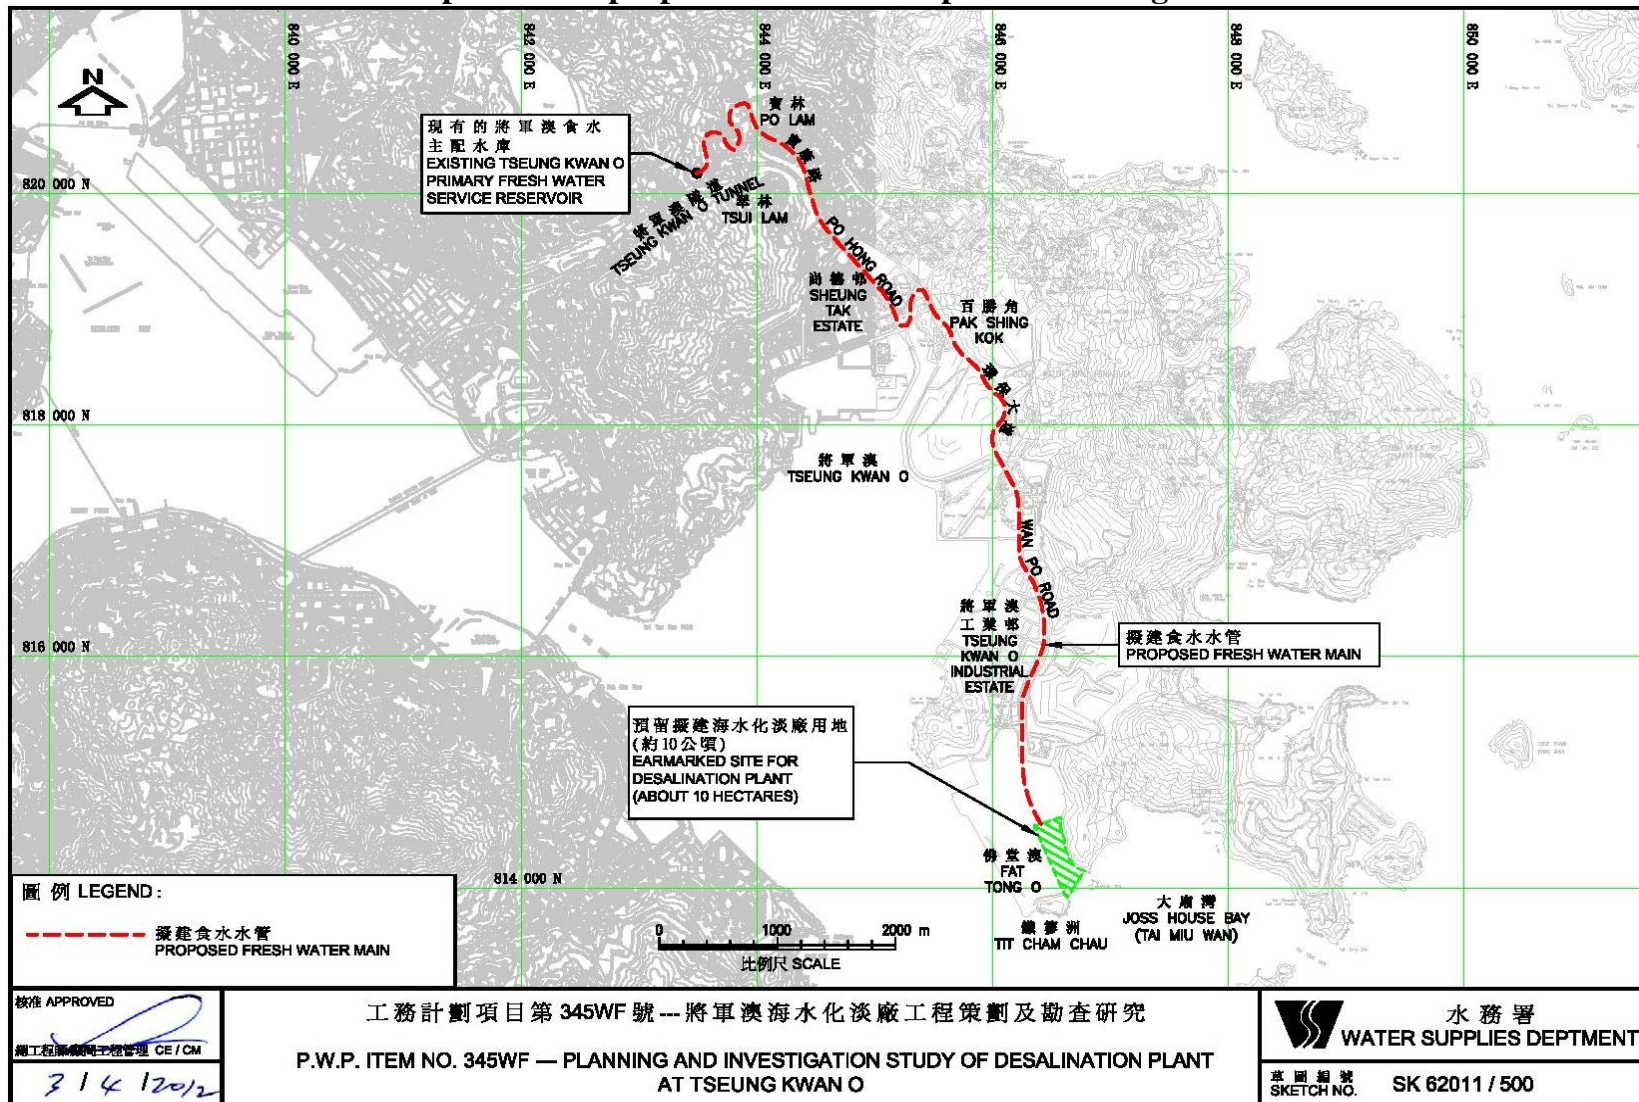 840 000 E
842 000 E
844 000 E
846 000 E
848 000 E
850 000 E
N
現有的將軍澳食水
主配水庫
EXISTING TSEUNG KWAN O
PRIMARY FRESH WATER
SERVICE RESERVOIR
寶林
PO LAM
寶康路
PO HONG ROAD
820 000 N
將軍澳隧道
TSEUNG KWAN O TUNNEL
翠林
TSUI LAM
尚德邨
SHEUNG
TAK
ESTATE
百勝角
PAK SHING
KOK
環保大道
WAN PO ROAD
818 000 N
將軍澳
TSEUNG KWAN O
將軍澳
工業邨
TSEUNG
KWAN O
INDUSTRIAL
ESTATE
擬建食水水管
PROPOSED FRESH WATER MAIN
816 000 N
預留擬建海水化淡廠用地
(約10公頃)
EARMARKED SITE FOR
DESALINATION PLANT
(ABOUT 10 HECTARES)
佛堂澳
FAT
TONG O
814 000 N
大廟灣
JOSS HOUSE BAY
(TAI MIU WAN)
鐵篸洲
TIT CHAM CHAU
圖例 LEGEND :
擬建食水水管
PROPOSED FRESH WATER MAIN
0 1000 2000 m
比例尺 SCALE
核准 APPROVED
總工程師/顧問工程管理 CE / CM
3 / 4 / 2012
工務計劃項目第 345WF 號---將軍澳海水化淡廠工程策劃及勘查研究
P.W.P. ITEM NO. 345WF — PLANNING AND INVESTIGATION STUDY OF DESALINATION PLANT
AT TSEUNG KWAN O
水務署
WATER SUPPLIES DEPTMENT
草圖編號
SKETCH NO. SK 62011 / 500